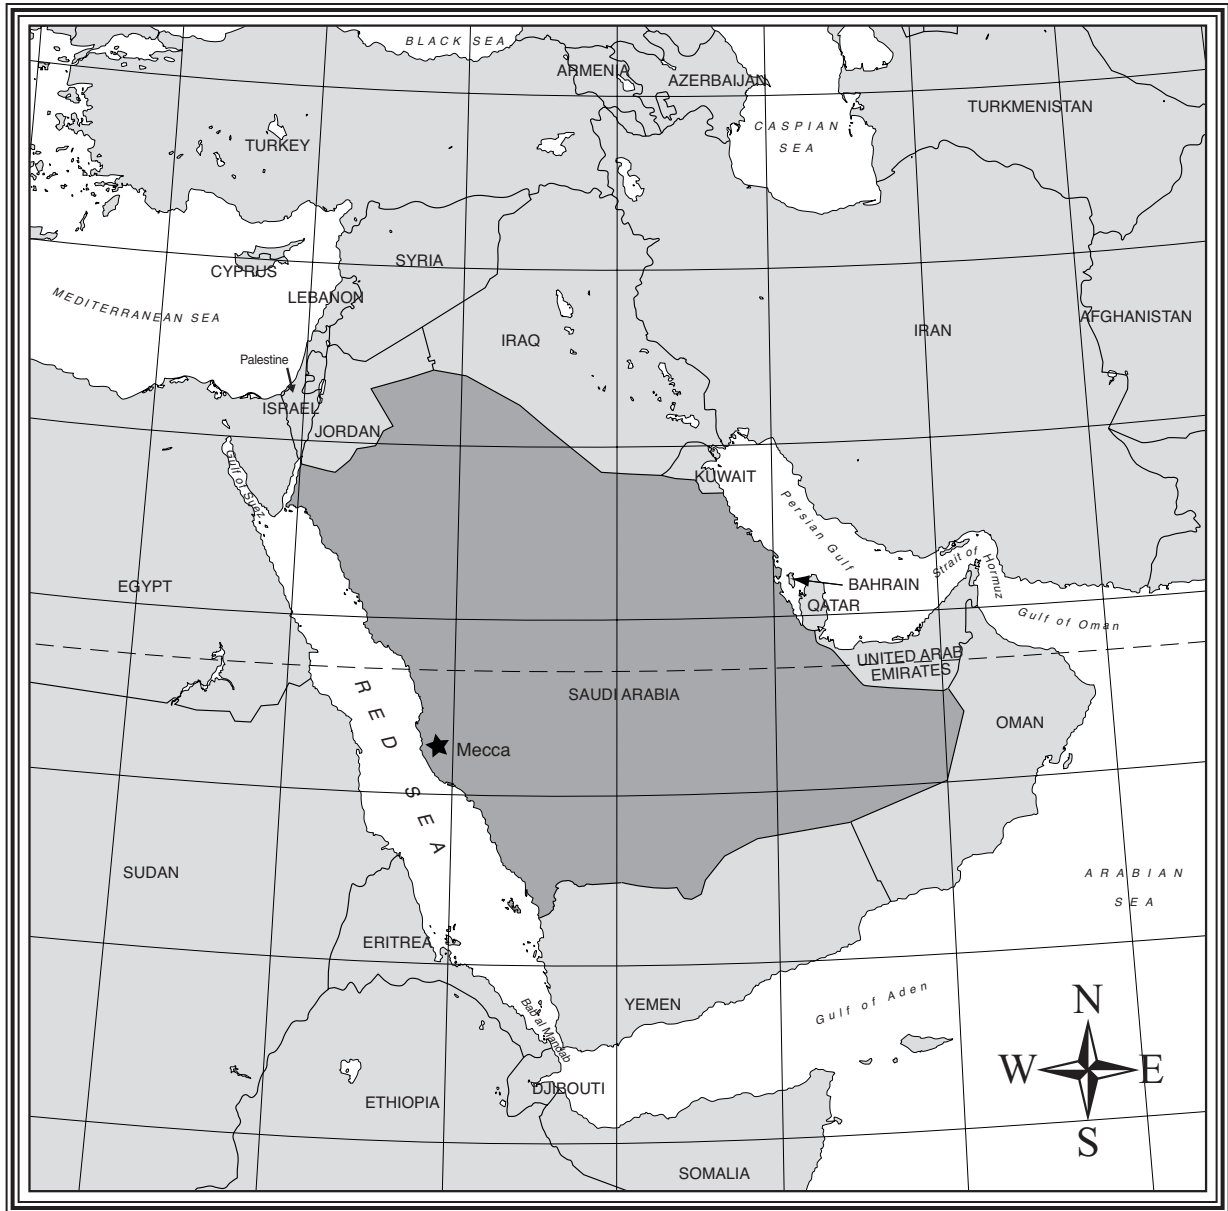 BLACK SEA
ARMENIA
AZERBAIJAN
TURKMENISTAN
CASPIAN
SEA
TURKEY
SYRIA
CYPRUS
LEBANON
MEDITERRANEAN SEA
IRAQ
IRAN
AFGHANISTAN
Palestine
ISRAEL
JORDAN
Gulf of Suez
KUWAIT
Persian Gulf
Strait of
Hormuz
EGYPT
BAHRAIN
QATAR
Gulf of Oman
UNITED ARAB
EMIRATES
SAUDI ARABIA
RED SEA
OMAN
Mecca
SUDAN
ARABIAN
SEA
ERITREA
YEMEN
Gulf of Aden
Bab al Mandab
N
W
E
S
DJIBOUTI
ETHIOPIA
SOMALIA